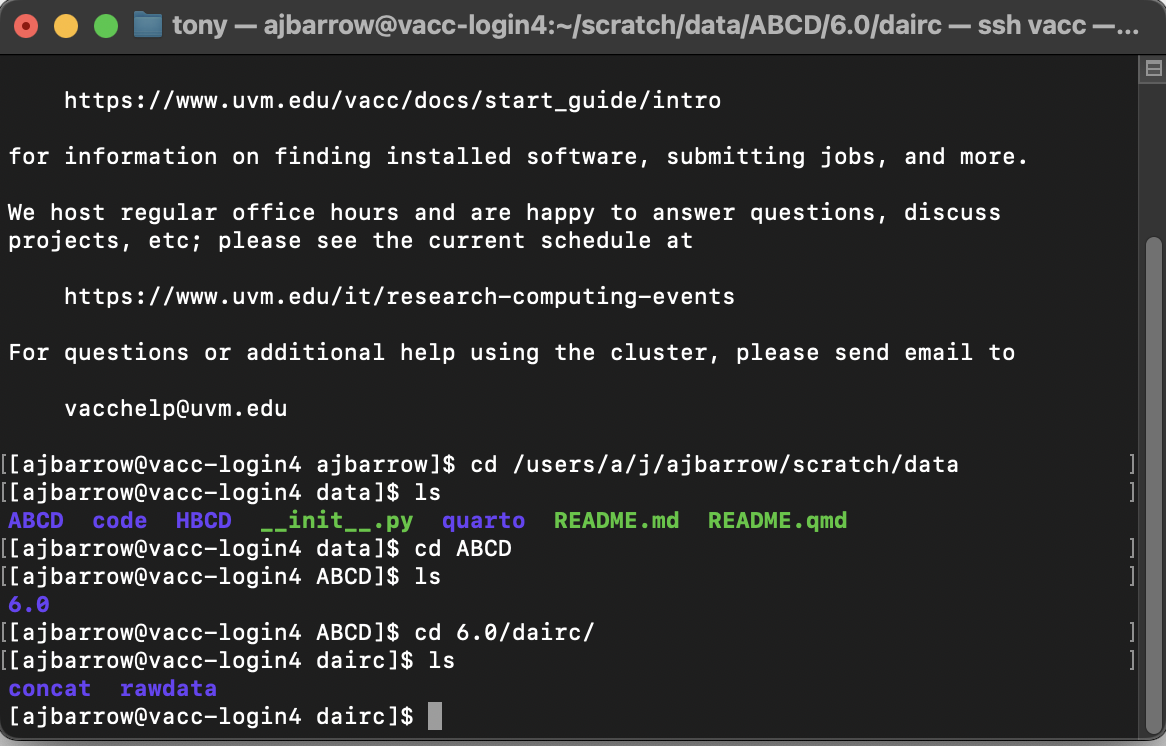 tony — ajbarrow@vacc-login4:~/scratch/data/ABCD/6.0/dairc — ssh vacc —...
https://www.uvm.edu/vacc/docs/start_guide/intro
for information on finding installed software, submitting jobs, and more.
We host regular office hours and are happy to answer questions, discuss
projects, etc; please see the current schedule at
https://www.uvm.edu/it/research-computing-events
For questions or additional help using the cluster, please send email to
vacchelp@uvm.edu
[[ajbarrow@vacc-login4 ajbarrow]$ cd /users/a/j/ajbarrow/scratch/data ]
[[ajbarrow@vacc-login4 data]$ ls ]
ABCD code HBCD __init__.py quarto README.md README.qmd
[[ajbarrow@vacc-login4 data]$ cd ABCD ]
[[ajbarrow@vacc-login4 ABCD]$ ls ]
6.0
[[ajbarrow@vacc-login4 ABCD]$ cd 6.0/dairc/ ]
[[ajbarrow@vacc-login4 dairc]$ ls ]
concat rawdata
[ajbarrow@vacc-login4 dairc]$